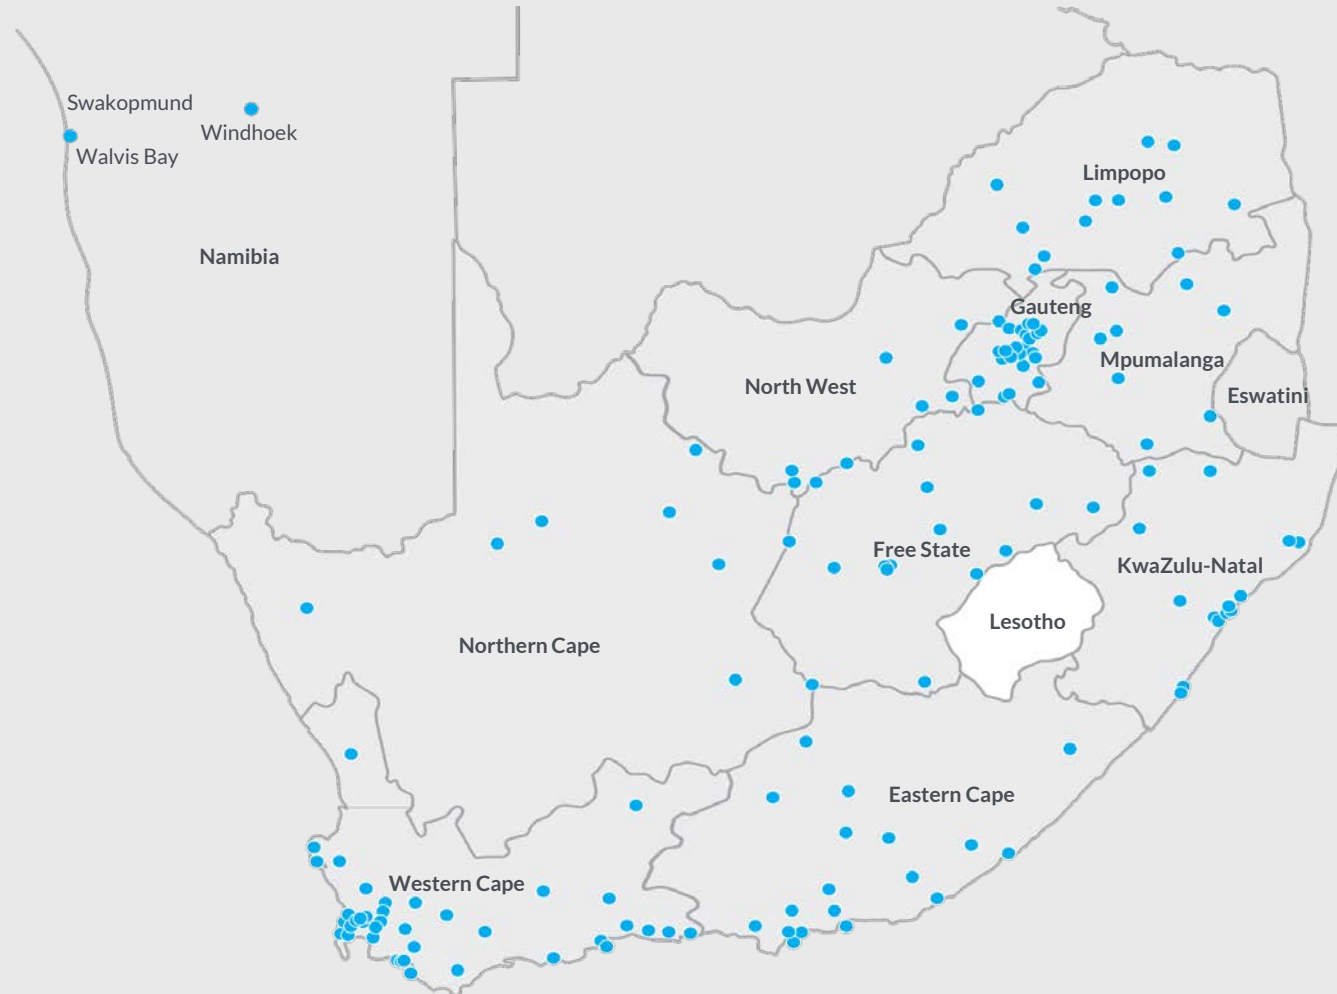 Swakopmund
Windhoek
Walvis Bay
Limpopo
Namibia
Gauteng
Mpumalanga
North West
Eswatini
Free State
KwaZulu-Natal
Lesotho
Northern Cape
Eastern Cape
Western Cape